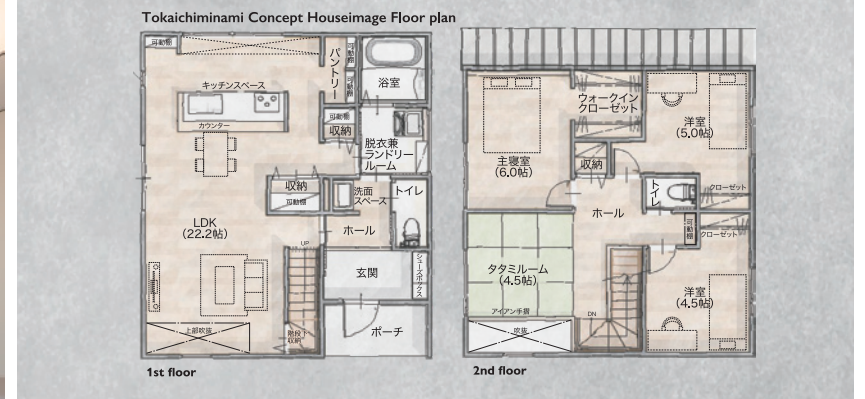 Tokaichiminami Concept Houseimage Floor plan
可動棚
キッチンスペース
カウンター
パントリー
可動棚
可動棚
浴室
可動棚
収納
脱衣兼
ランドリー
ルーム
収納
可動棚
洗面
スペース
トイレ
LDK
(22.2帖)
ホール
UP
玄関
シューズボックス
上部吹抜
階段下
収納
ポーチ
1st floor
ウォークイン
クローゼット
洋室
(5.0帖)
主寝室
(6.0帖)
収納
トイレ
クローゼット
ホール
可動棚
クローゼット
タタミルーム
(4.5帖)
洋室
(4.5帖)
アイアン手摺
DN
吹抜
2nd floor